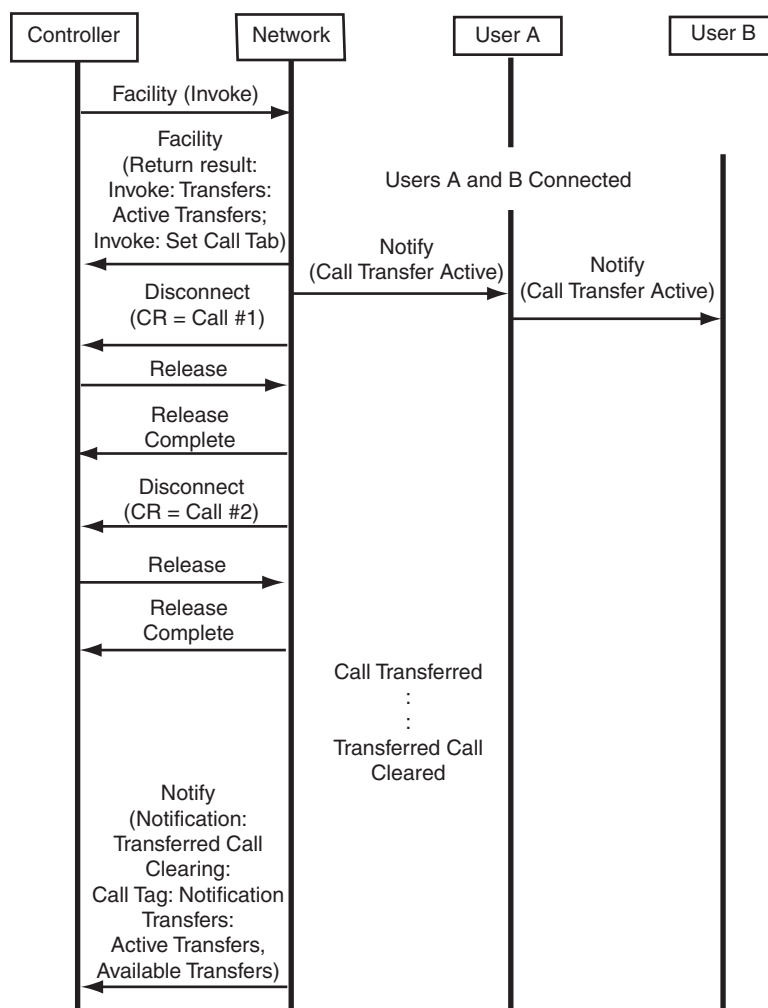 Controller
Network
User A
User B
Facility (Invoke)
Facility
(Return result:
Invoke: Transfers:
Active Transfers;
Invoke: Set Call Tab)
Users A and B Connected
Notify
(Call Transfer Active)
Notify
(Call Transfer Active)
Disconnect
(CR = Call #1)
Release
Release
Complete
Disconnect
(CR = Call #2)
Release
Release
Complete
Call Transferred
:
:
Transferred Call
Cleared
Notify
(Notification:
Transferred Call
Clearing:
Call Tag: Notification
Transfers:
Active Transfers,
Available Transfers)